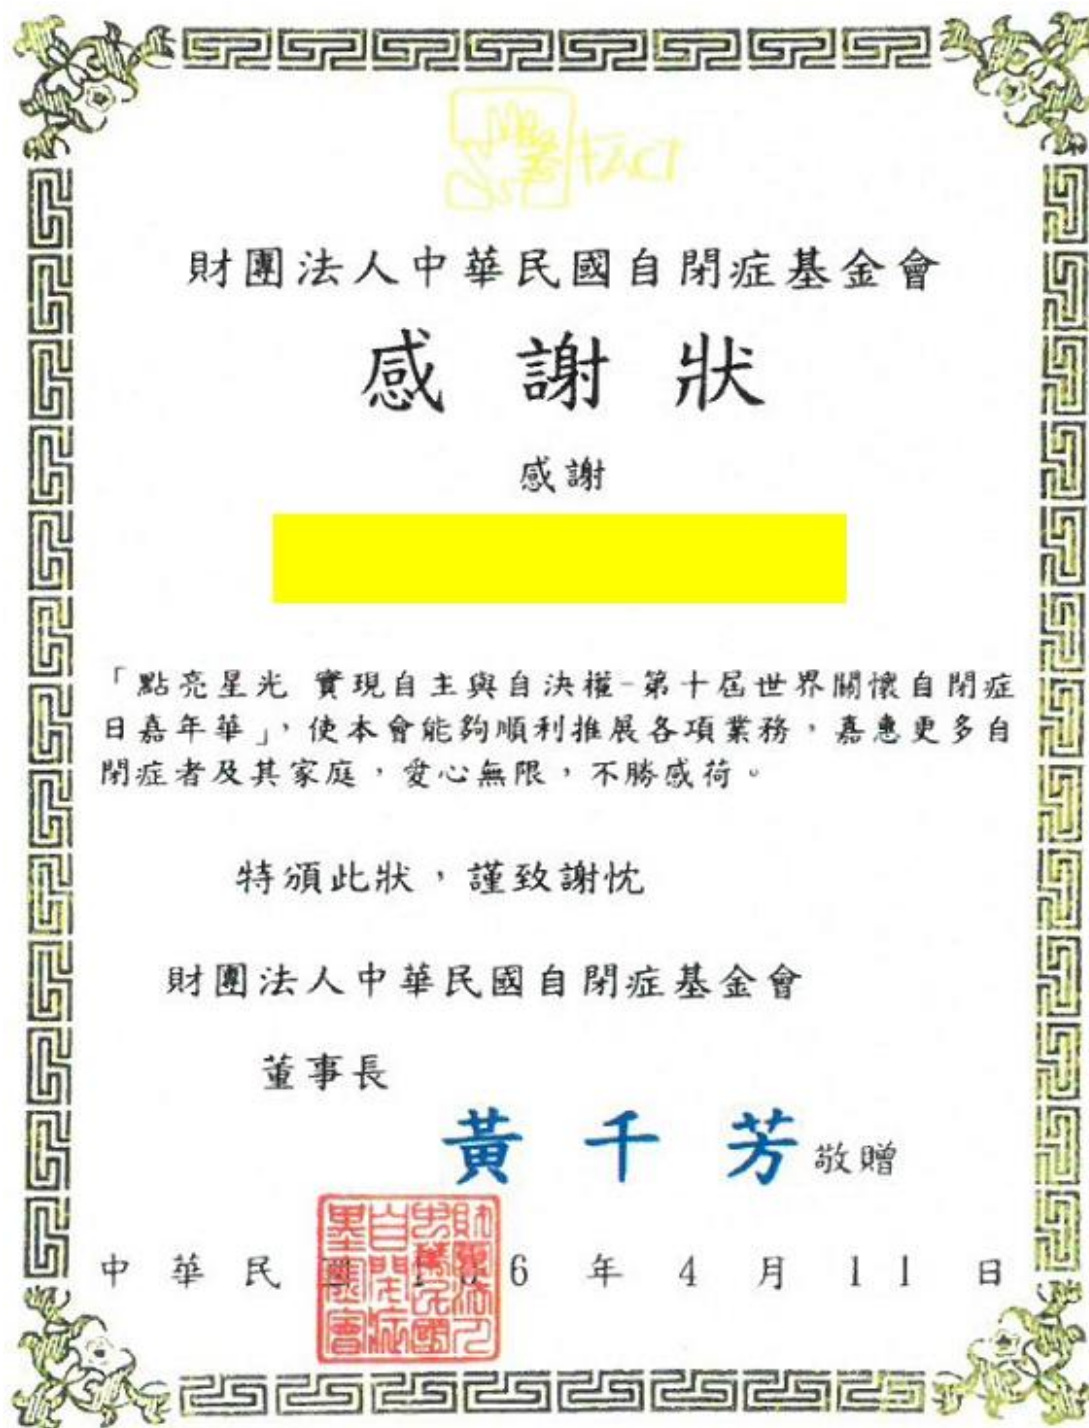 財團法人中華民國自閉症基金會
感謝狀
感謝
「點亮星光 實現自主與自決權-第十屆世界關懷自閉症
日嘉年華」，使本會能夠順利推展各項業務，嘉惠更多自
閉症者及其家庭，愛心無限，不勝感荷。
特頒此狀，謹致謝忱
財團法人中華民國自閉症基金會
董事長
黃千芳敬贈
中華民國106年4月11日